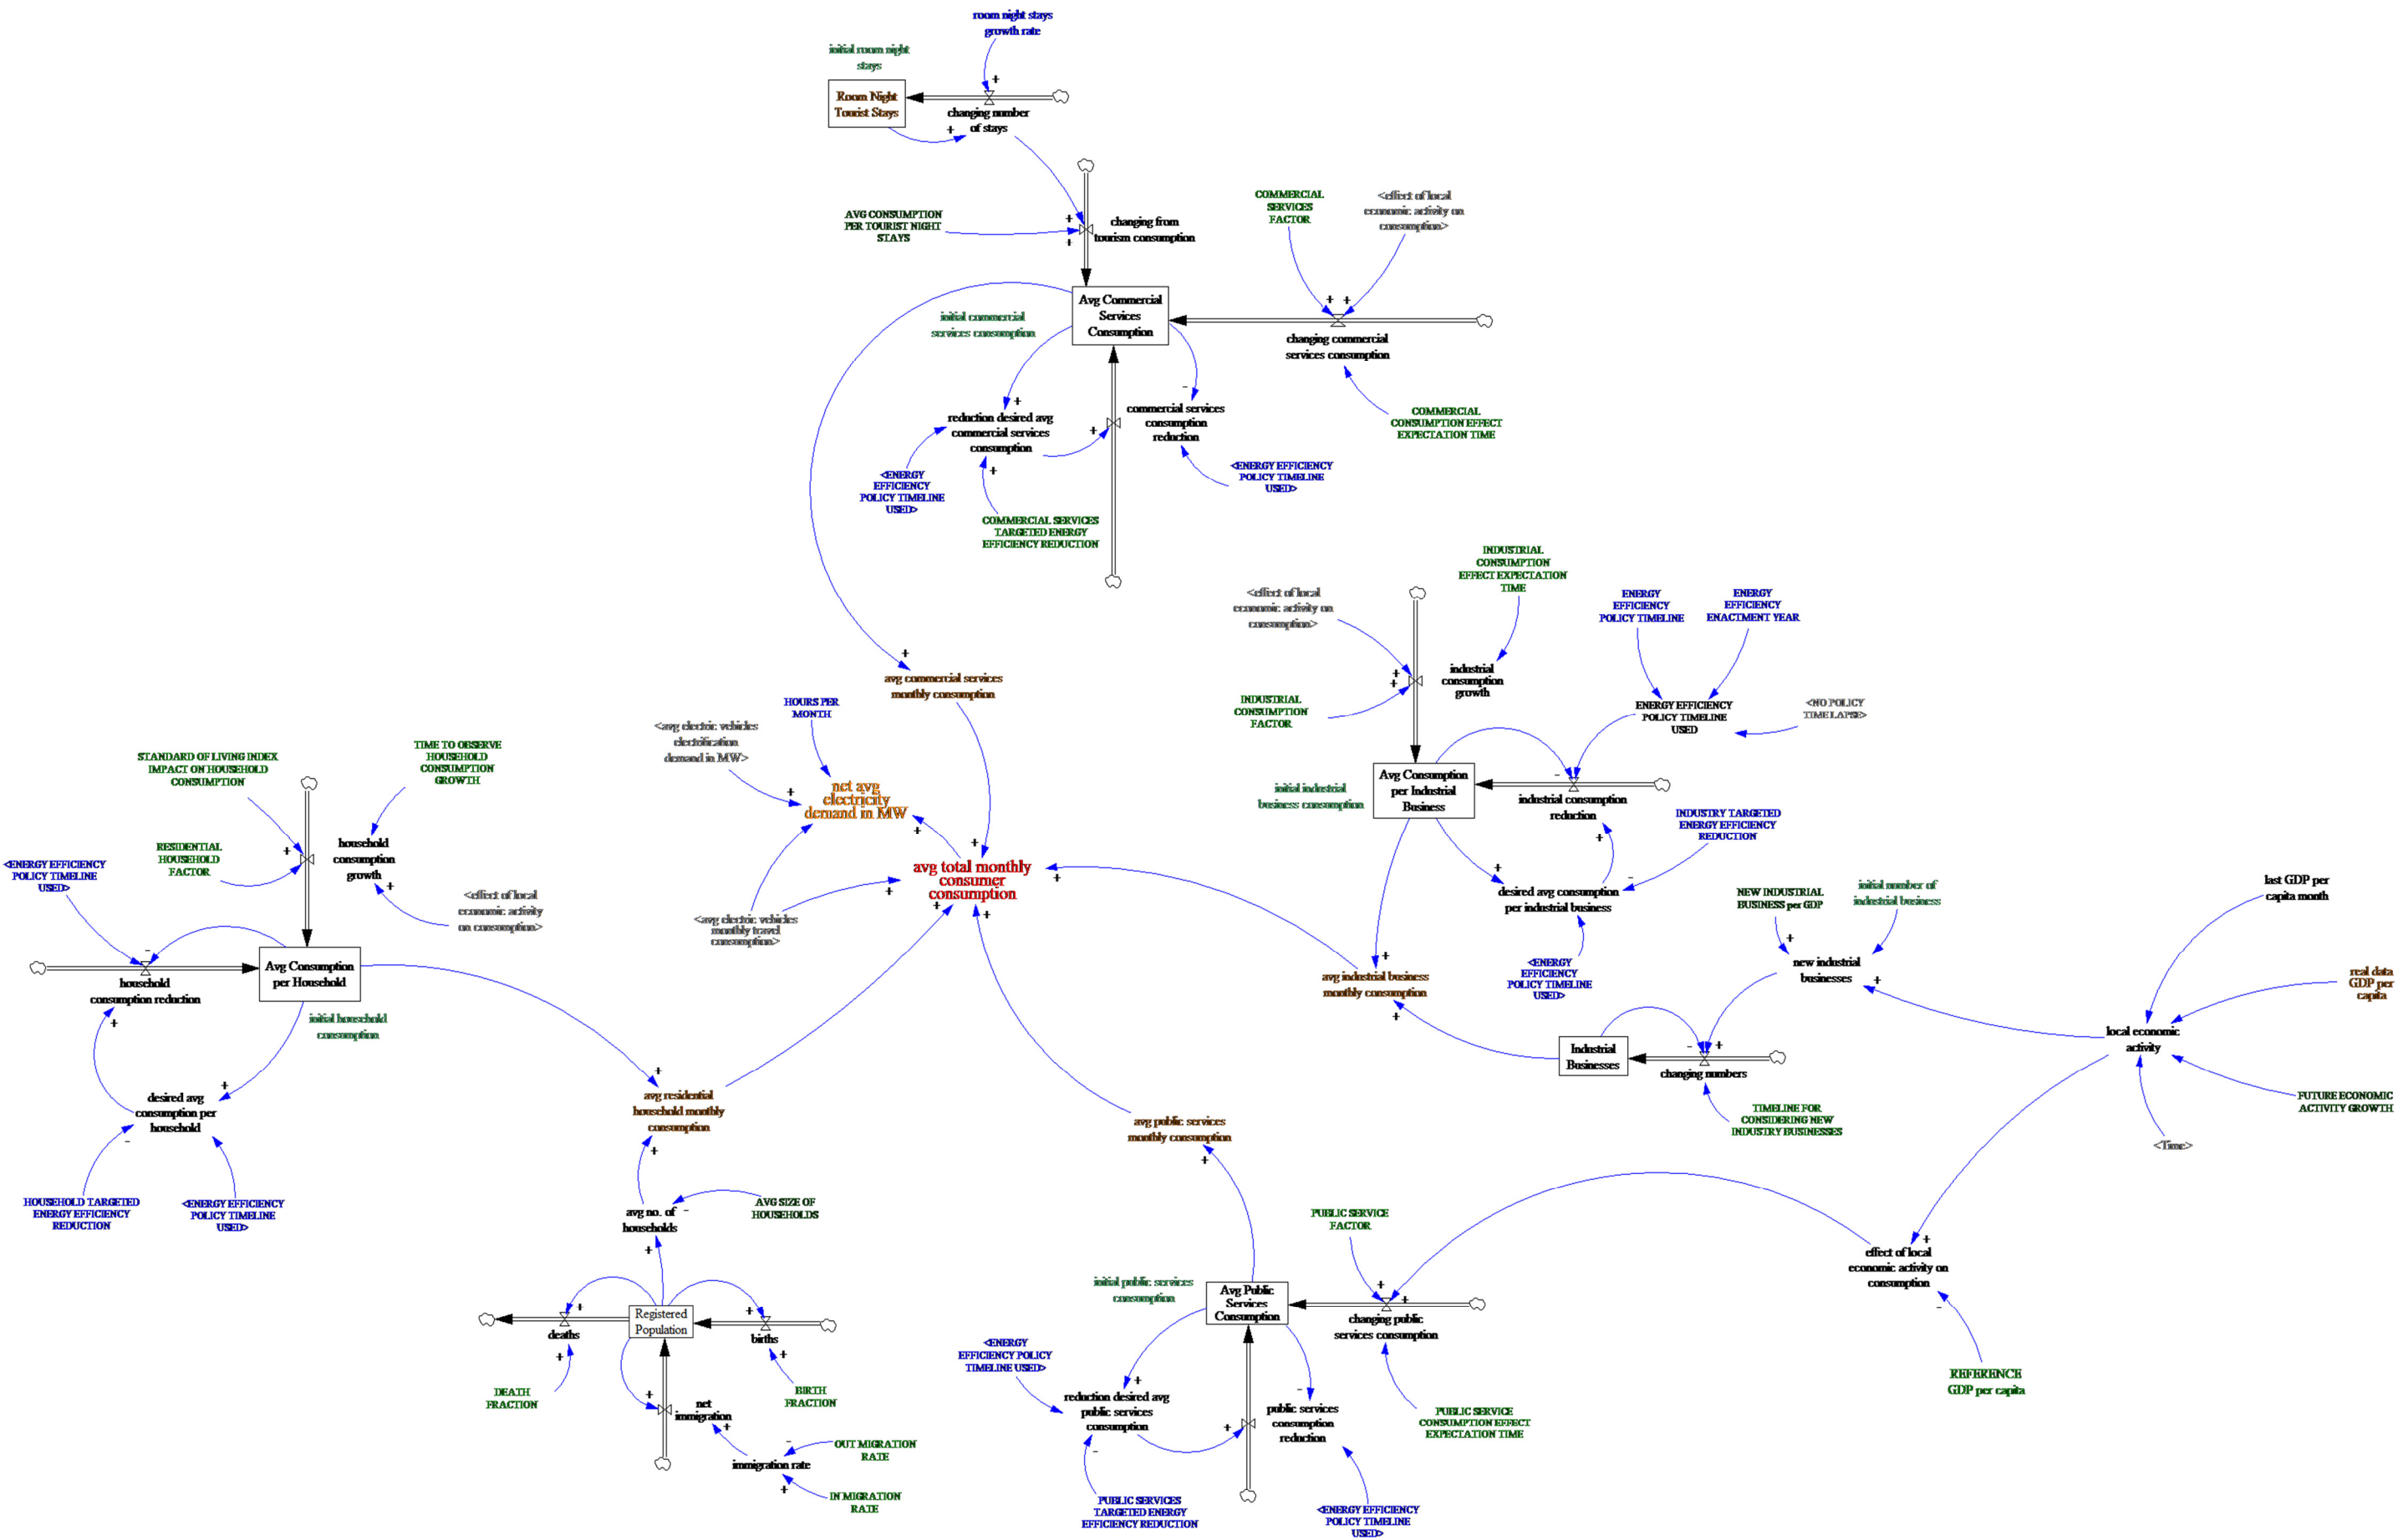 room night stays
growth rate
initial room night
stays
Room Night
Tourist Stays
changing number
of stays
AVG CONSUMPTION
PER TOURIST NIGHT
STAYS
changing from
tourism consumption
COMMERCIAL
SERVICES
FACTOR
<effect of local
economic activity on
consumption>
Avg Commercial
Services
Consumption
initial commercial
services consumption
changing commercial
services consumption
COMMERCIAL
CONSUMPTION EFFECT
EXPECTATION TIME
reduction desired avg
commercial services
consumption
commercial services
consumption
reduction
<ENERGY
EFFICIENCY
POLICY TIMELINE
USED>
<ENERGY EFFICIENCY
POLICY TIMELINE
USED>
COMMERCIAL SERVICES
TARGETED ENERGY
EFFICIENCY REDUCTION
INDUSTRIAL
CONSUMPTION
EFFECT EXPECTATION
TIME
<effect of local
economic activity on
consumption>
ENERGY
EFFICIENCY
POLICY TIMELINE
ENERGY
EFFICIENCY
ENACTMENT YEAR
industrial
consumption
growth
INDUSTRIAL
CONSUMPTION
FACTOR
ENERGY EFFICIENCY
POLICY TIMELINE
USED
<NO POLICY
TIME LAPSE>
avg commercial services
monthly consumption
HOURS PER
MONTH
<avg electric vehicles
electrification
demand in MW>
net avg
electricity
demand in MW
avg total monthly
consumer
consumption
<avg electric vehicles
monthly travel
consumption>
STANDARD OF LIVING INDEX
IMPACT ON HOUSEHOLD
CONSUMPTION
TIME TO OBSERVE
HOUSEHOLD
CONSUMPTION
GROWTH
household
consumption
growth
RESIDENTIAL
HOUSEHOLD
FACTOR
<ENERGY EFFICIENCY
POLICY TIMELINE
USED>
<effect of local
economic activity
on consumption>
Avg Consumption
per Household
household
consumption reduction
initial household
consumption
desired avg
consumption per
household
HOUSEHOLD TARGETED
ENERGY EFFICIENCY
REDUCTION
<ENERGY EFFICIENCY
POLICY TIMELINE
USED>
initial industrial
business consumption
Avg Consumption
per Industrial
Business
industrial consumption
reduction
INDUSTRY TARGETED
ENERGY EFFICIENCY
REDUCTION
desired avg consumption
per industrial business
<ENERGY
EFFICIENCY
POLICY TIMELINE
USED>
NEW INDUSTRIAL
BUSINESS per GDP
initial number of
industrial business
new industrial
businesses
avg industrial business
monthly consumption
Industrial
Businesses
changing numbers
TIMELINE FOR
CONSIDERING NEW
INDUSTRY BUSINESSES
last GDP per
capita month
real data
GDP per
capita
local economic
activity
FUTURE ECONOMIC
ACTIVITY GROWTH
<Time>
effect of local
economic activity on
consumption
REFERENCE
GDP per capita
avg residential
household monthly
consumption
avg public services
monthly consumption
avg no. of
households
AVG SIZE OF
HOUSEHOLDS
Registered
Population
deaths
births
DEATH
FRACTION
BIRTH
FRACTION
net
immigration
immigration rate
OUT MIGRATION
RATE
IN MIGRATION
RATE
PUBLIC SERVICE
FACTOR
initial public services
consumption
Avg Public
Services
Consumption
changing public
services consumption
<ENERGY
EFFICIENCY POLICY
TIMELINE USED>
reduction desired avg
public services
consumption
public services
consumption
reduction
PUBLIC SERVICE
CONSUMPTION EFFECT
EXPECTATION TIME
PUBLIC SERVICES
TARGETED ENERGY
EFFICIENCY REDUCTION
<ENERGY EFFICIENCY
POLICY TIMELINE
USED>